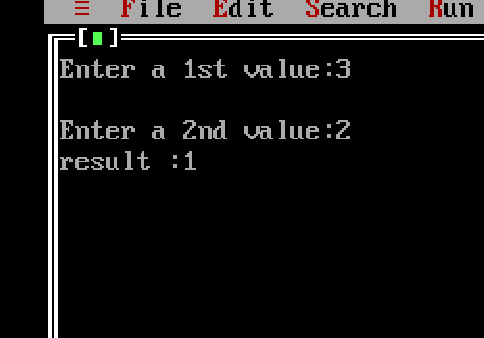 ≡ File Edit Search Run
[■]
Enter a 1st value:3
Enter a 2nd value:2
result :1